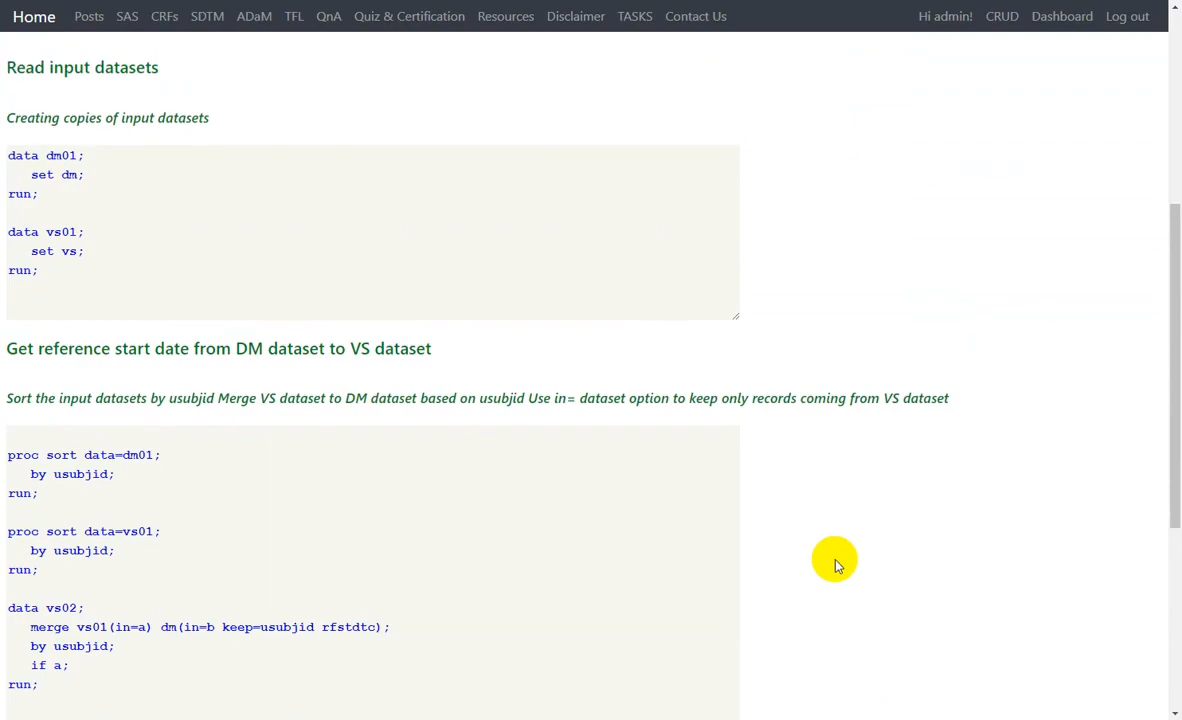 Home Posts SAS CRFs SDTM ADaM TFL QnA Quiz & Certification Resources Disclaimer TASKS Contact Us Hi admin! CRUD Dashboard Log out
Read input datasets
Creating copies of input datasets
data dm01;
   set dm;
run;
data vs01;
   set vs;
run;
Get reference start date from DM dataset to VS dataset
Sort the input datasets by usubjid Merge VS dataset to DM dataset based on usubjid Use in= dataset option to keep only records coming from VS dataset
proc sort data=dm01;
   by usubjid;
run;
proc sort data=vs01;
   by usubjid;
run;
data vs02;
   merge vs01(in=a) dm(in=b keep=usubjid rfstdtc);
   by usubjid;
   if a;
run;